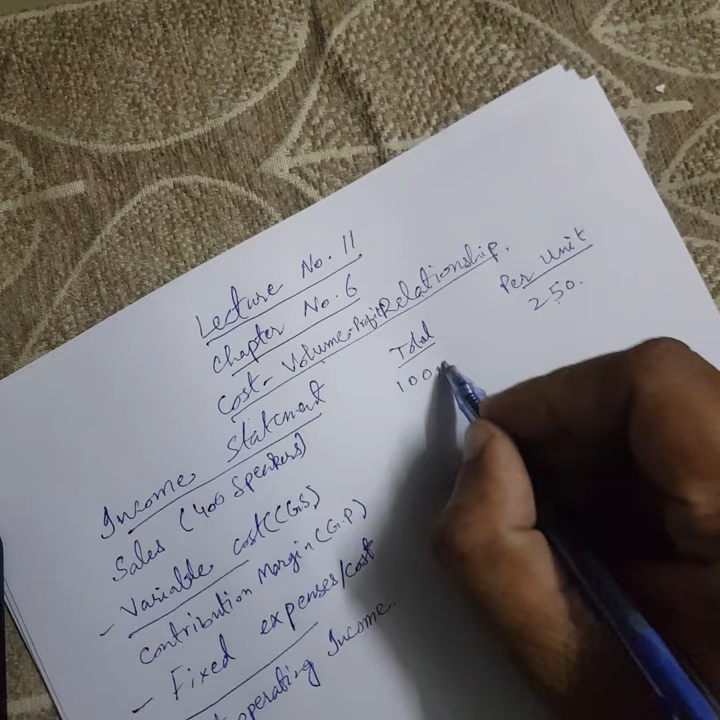 Lecture No. 11
Chapter No. 6
Cost-Volume-Profit Relationship.
Income Statement Total Per Unit
Sales (400 Speakers) 100 250.
- Variable cost (CGS)
Contribution Margin (G.P)
- Fixed expenses/cost
operating Income